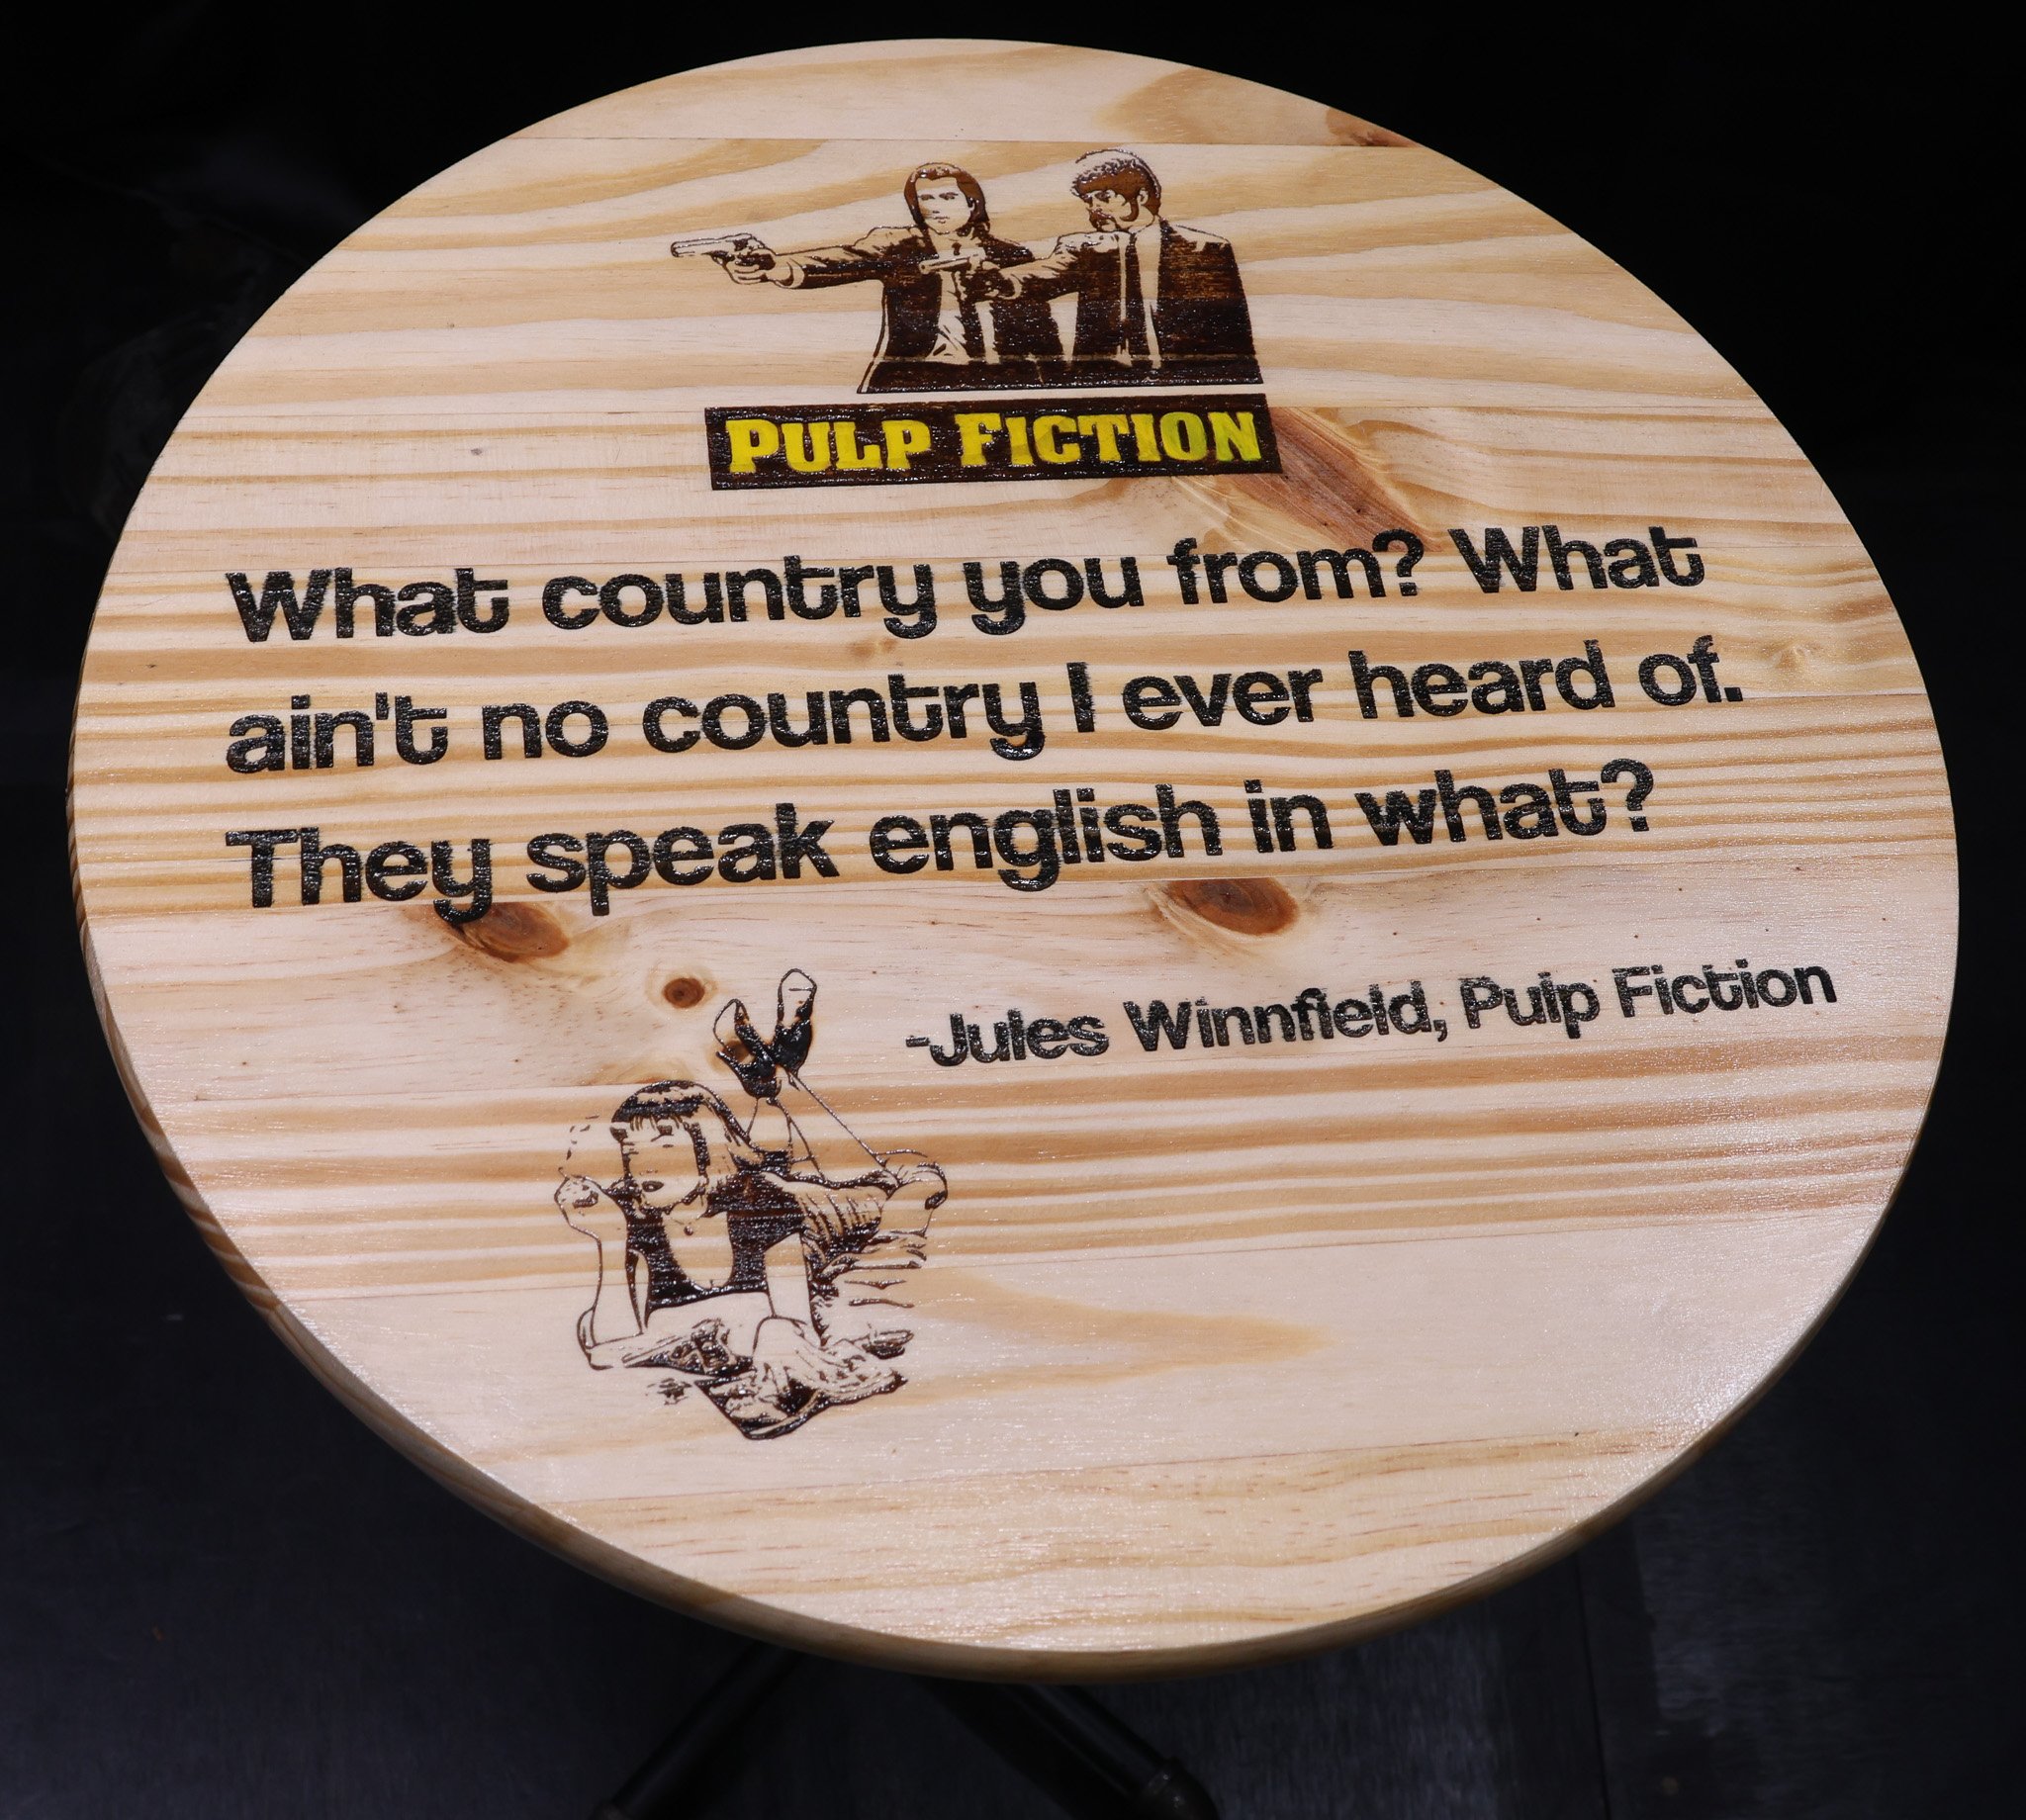 PULP FICTION
What country you from? What
ain't no country I ever heard of.
They speak english in what?
-Jules Winnfield, Pulp Fiction